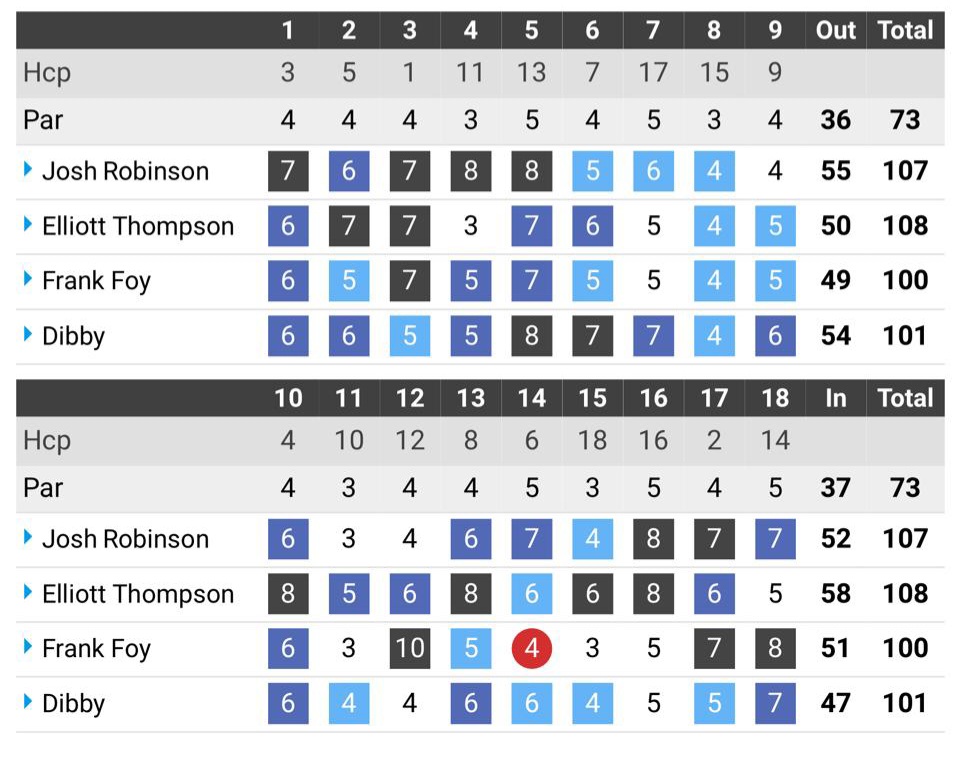 1 2 3 4 5 6 7 8 9 Out Total
Hcp 3 5 1 11 13 7 17 15 9
Par 4 4 4 3 5 4 5 3 4 36 73
Josh Robinson 7 6 7 8 8 5 6 4 4 55 107
Elliott Thompson 6 7 7 3 7 6 5 4 5 50 108
Frank Foy 6 5 7 5 7 5 5 4 5 49 100
Dibby 6 6 5 5 8 7 7 4 6 54 101
10 11 12 13 14 15 16 17 18 In Total
Hcp 4 10 12 8 6 18 16 2 14
Par 4 3 4 4 5 3 5 4 5 37 73
Josh Robinson 6 3 4 6 7 4 8 7 7 52 107
Elliott Thompson 8 5 6 8 6 6 8 6 5 58 108
Frank Foy 6 3 10 5 4 3 5 7 8 51 100
Dibby 6 4 4 6 6 4 5 5 7 47 101